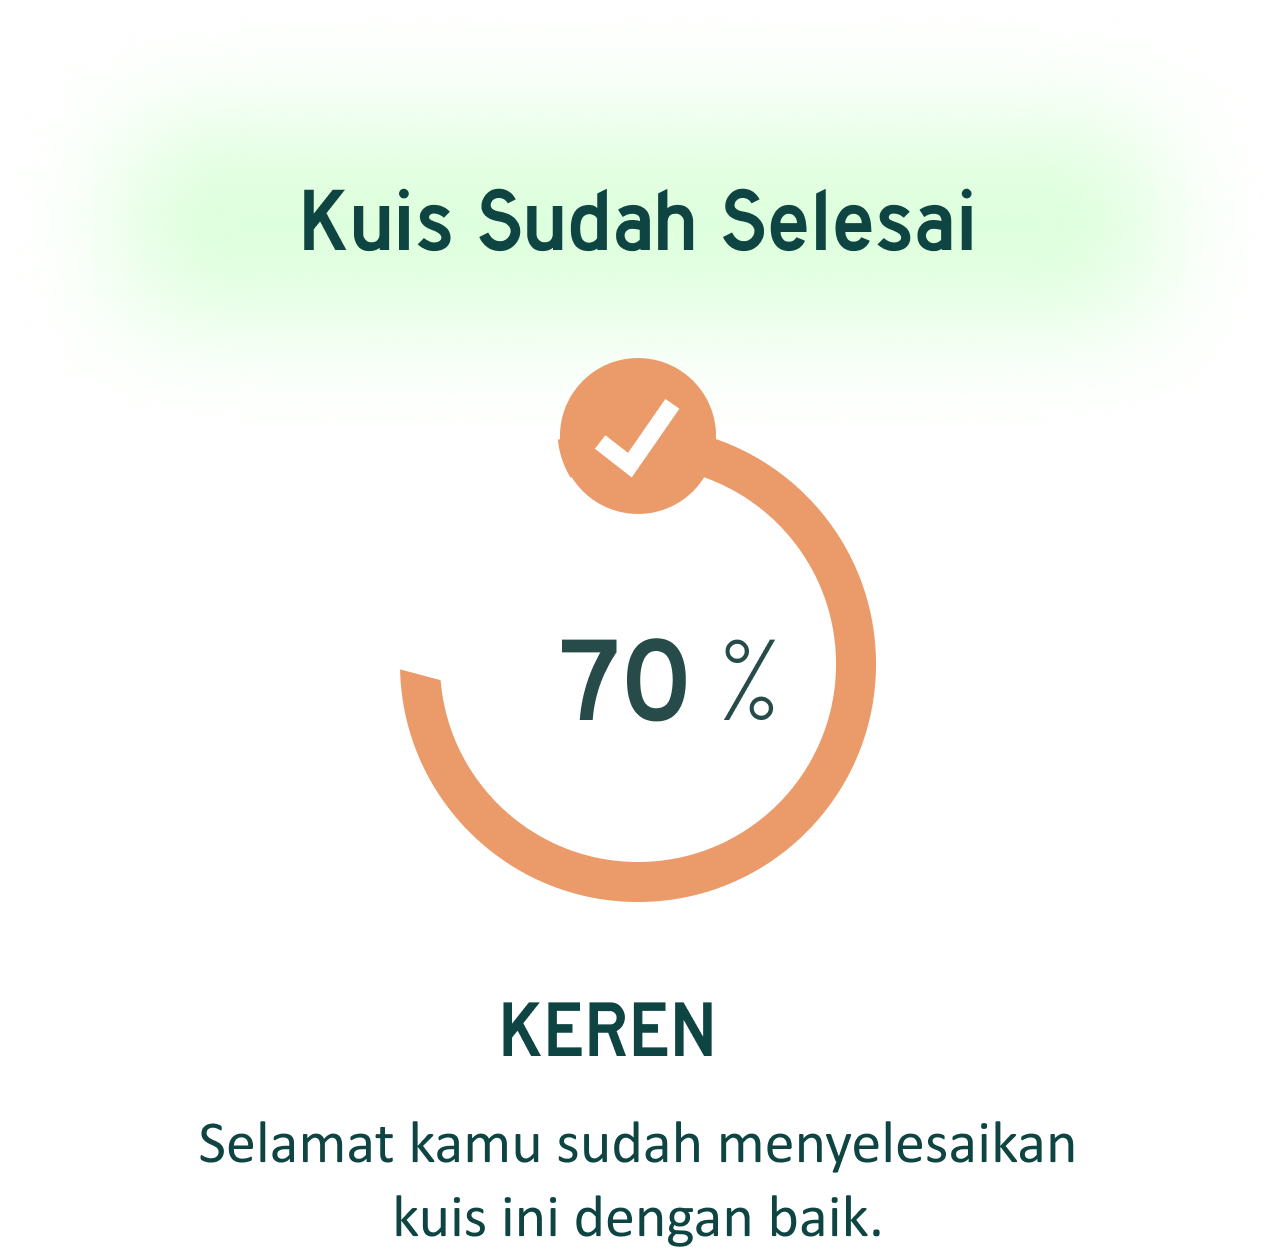 Kuis Sudah Selesai
70 %
KEREN
Selamat kamu sudah menyelesaikan
kuis ini dengan baik.